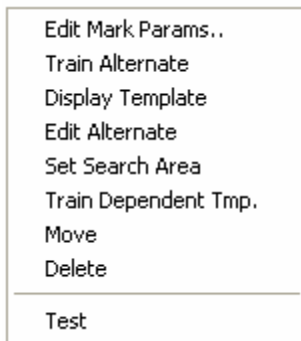 Edit Mark Params..
Train Alternate
Display Template
Edit Alternate
Set Search Area
Train Dependent Tmp.
Move
Delete
Test